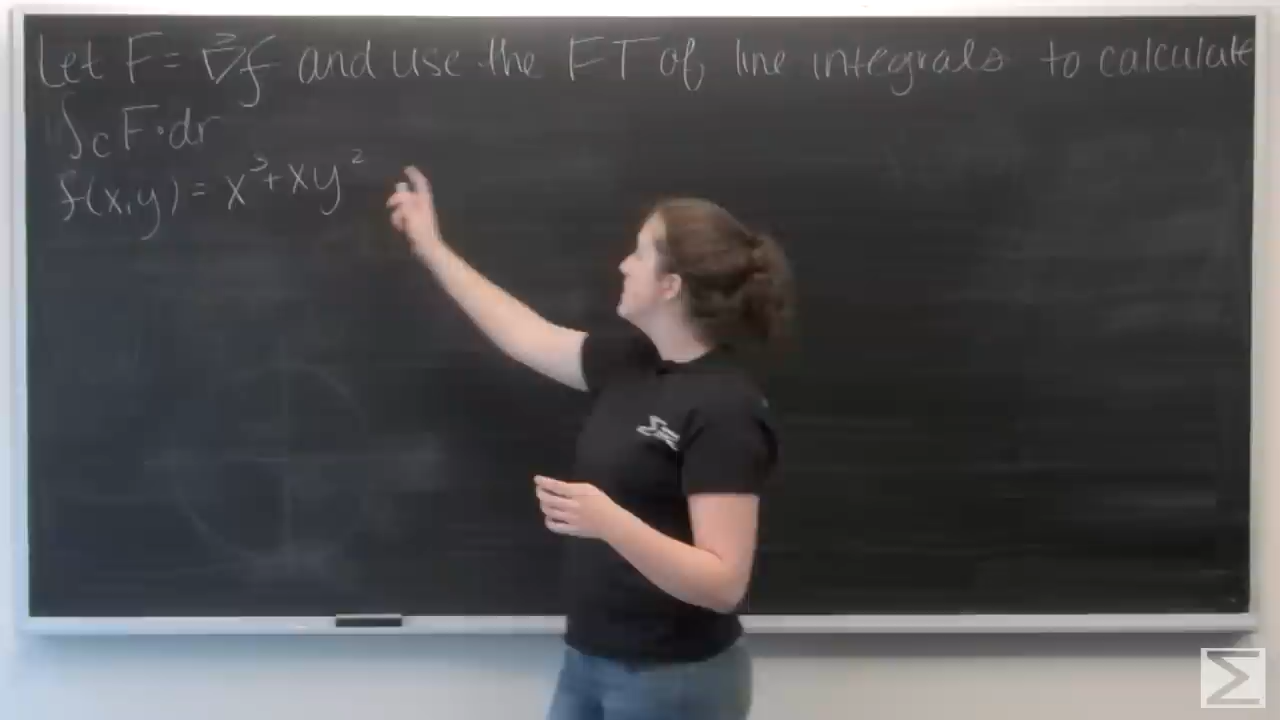 Let F = ∇f and use the FT of line integrals to calculate
∫c F·dr
f(x,y) = x³ + xy²
Σ